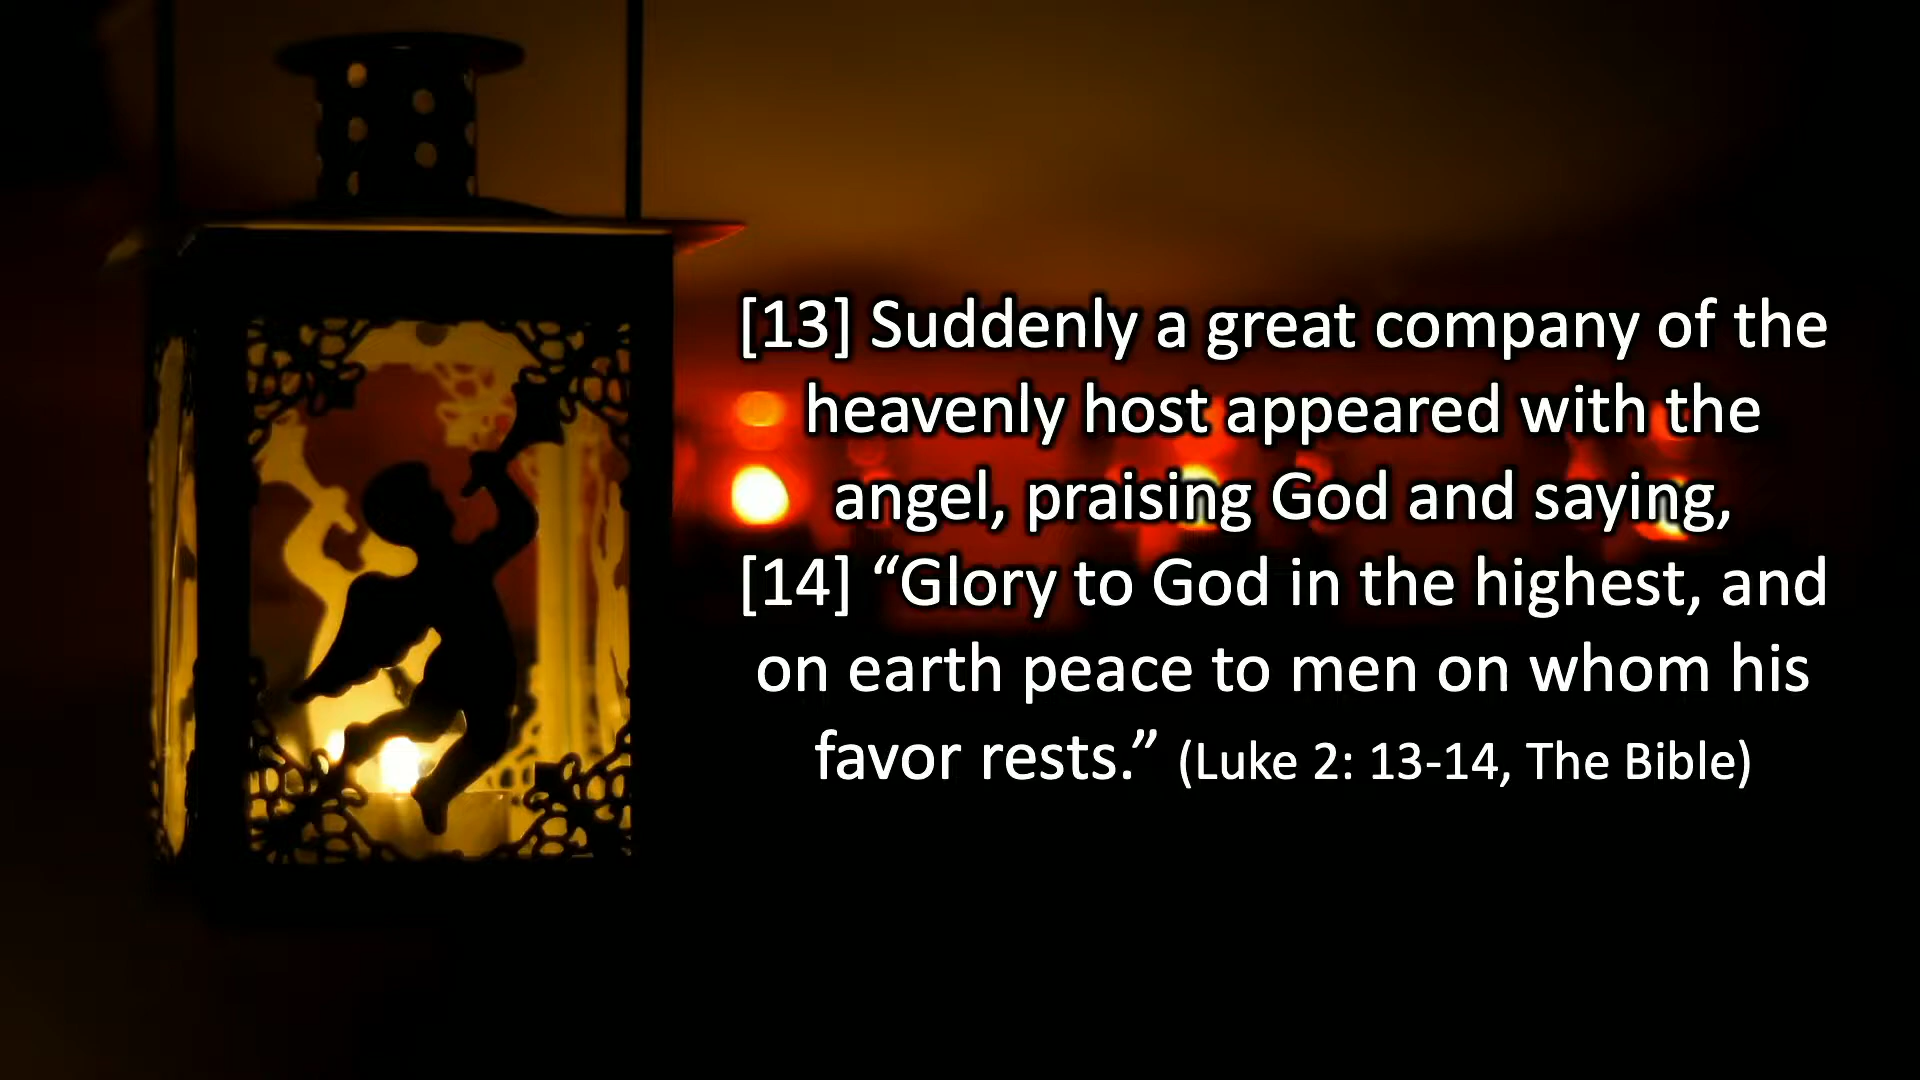 [13] Suddenly a great company of the
heavenly host appeared with the
angel, praising God and saying,
[14] “Glory to God in the highest, and
on earth peace to men on whom his
favor rests.” (Luke 2: 13-14, The Bible)